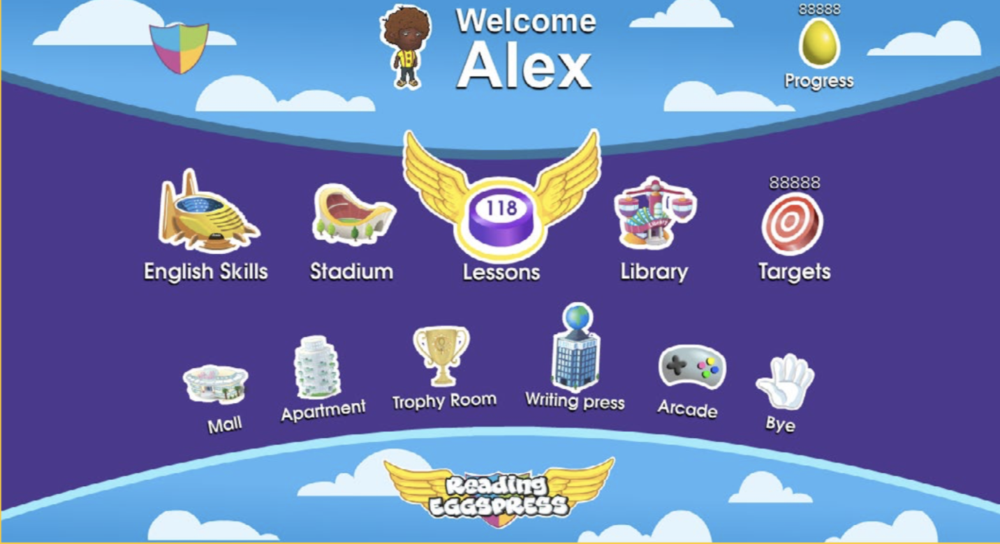 88888
Welcome
Alex
Progress
118
88888
English Skills
Stadium
Lessons
Library
Targets
Library
Mall
Apartment
Trophy Room
Writing press
Arcade
Bye
Reading
EGGSPRESS